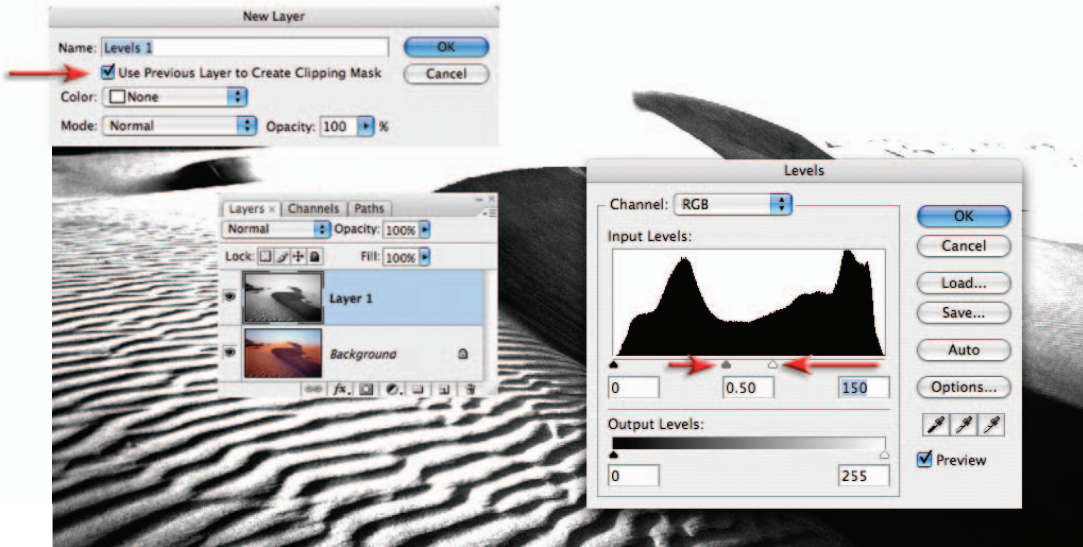 New Layer
Name: Levels 1
OK
Use Previous Layer to Create Clipping Mask
Cancel
Color: None
Mode: Normal Opacity: 100 %
Layers × Channels Paths
Normal Opacity: 100%
Lock: Fill: 100%
Layer 1
Background
fx.
Levels
Channel: RGB
OK
Input Levels:
Cancel
Load...
Save...
Auto
0 0.50 150
Options...
Output Levels:
Preview
0 255